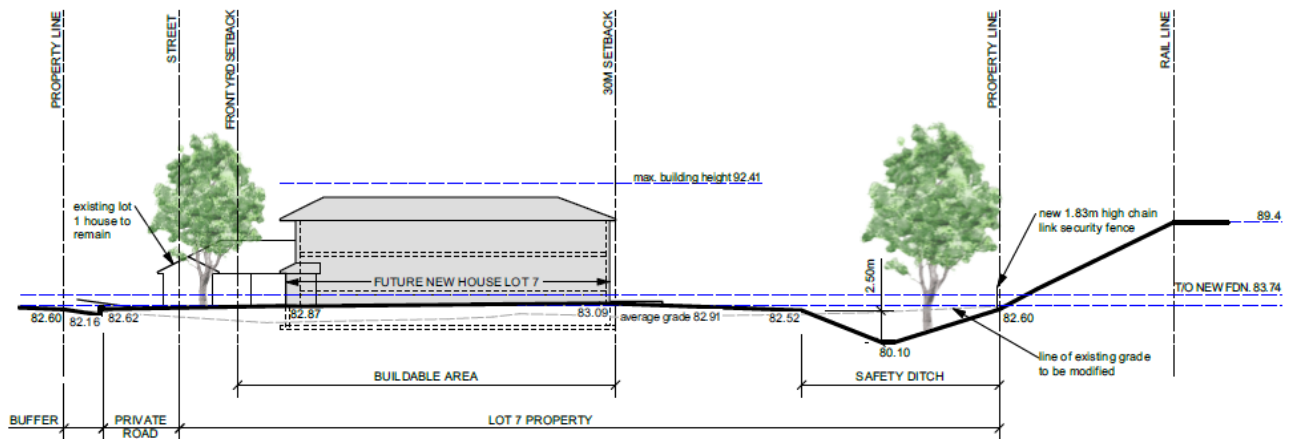 PROPERTY LINE
STREET
FRONT YRD SETBACK
30M SETBACK
PROPERTY LINE
RAIL LINE
max. building height 92.41
existing lot
1 house to
remain
new 1.83m high chain
link security fence
89.4
2.50m
FUTURE NEW HOUSE LOT 7
T/O NEW FDN. 83.74
82.60
82.16
82.62
82.87
83.09
average grade 82.91
82.52
82.60
80.10
line of existing grade
to be modified
BUILDABLE AREA
SAFETY DITCH
BUFFER
PRIVATE
ROAD
LOT 7 PROPERTY